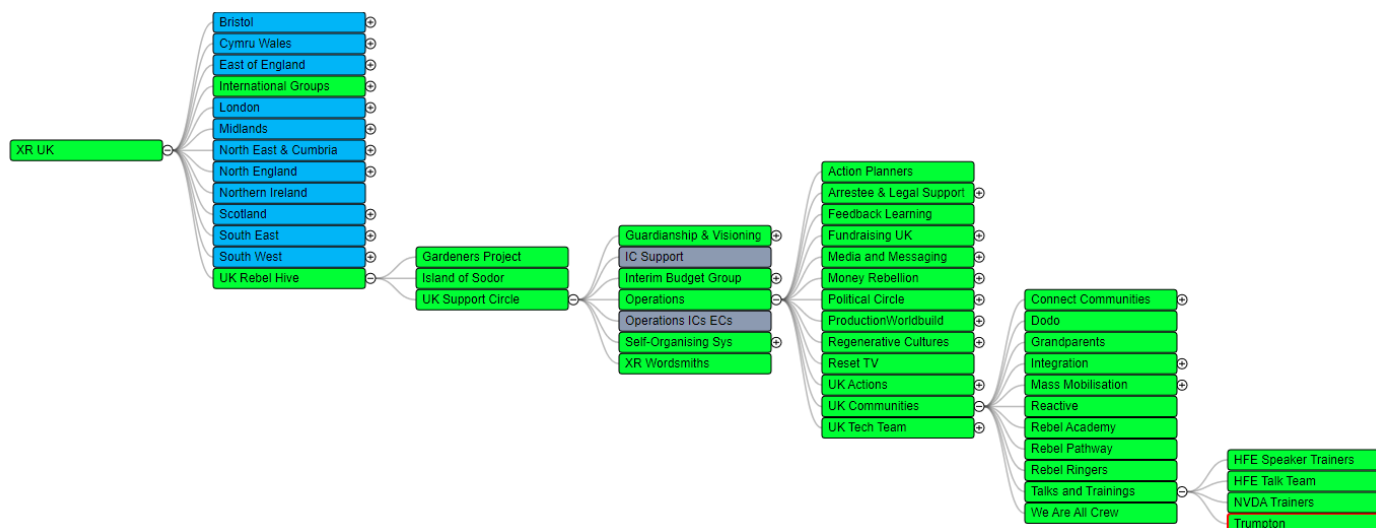 XR UK
Bristol
Cymru Wales
East of England
International Groups
London
Midlands
North East & Cumbria
North England
Northern Ireland
Scotland
South East
South West
UK Rebel Hive
Gardeners Project
Island of Sodor
UK Support Circle
Guardianship & Visioning
IC Support
Interim Budget Group
Operations
Operations ICs ECs
Self-Organising Sys
XR Wordsmiths
Action Planners
Arrestee & Legal Support
Feedback Learning
Fundraising UK
Media and Messaging
Money Rebellion
Political Circle
ProductionWorldbuild
Regenerative Cultures
Reset TV
UK Actions
UK Communities
UK Tech Team
Connect Communities
Dodo
Grandparents
Integration
Mass Mobilisation
Reactive
Rebel Academy
Rebel Pathway
Rebel Ringers
Talks and Trainings
We Are All Crew
HFE Speaker Trainers
HFE Talk Team
NVDA Trainers
Trumpton